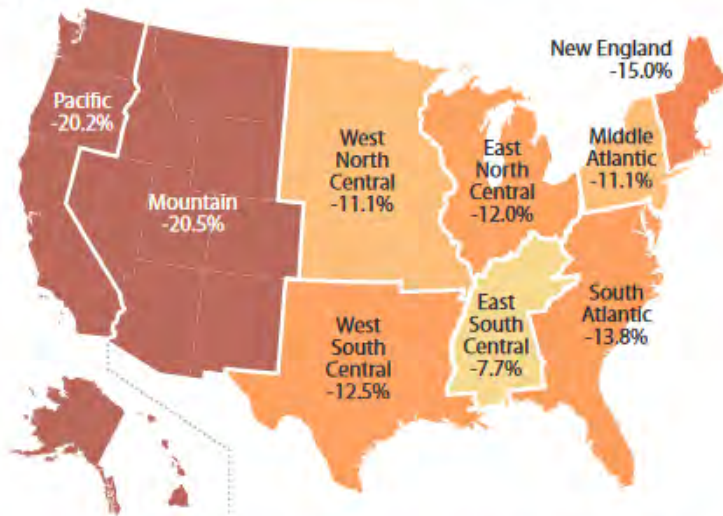 New England
-15.0%
Pacific
-20.2%
Mountain
-20.5%
West
North
Central
-11.1%
East
North
Central
-12.0%
Middle
Atlantic
-11.1%
West
South
Central
-12.5%
East
South
Central
-7.7%
South
Atlantic
-13.8%